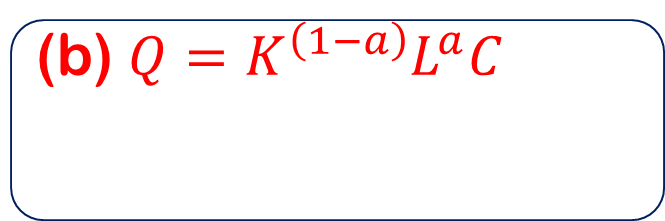 (b) Q = K^(1−a) L^a C